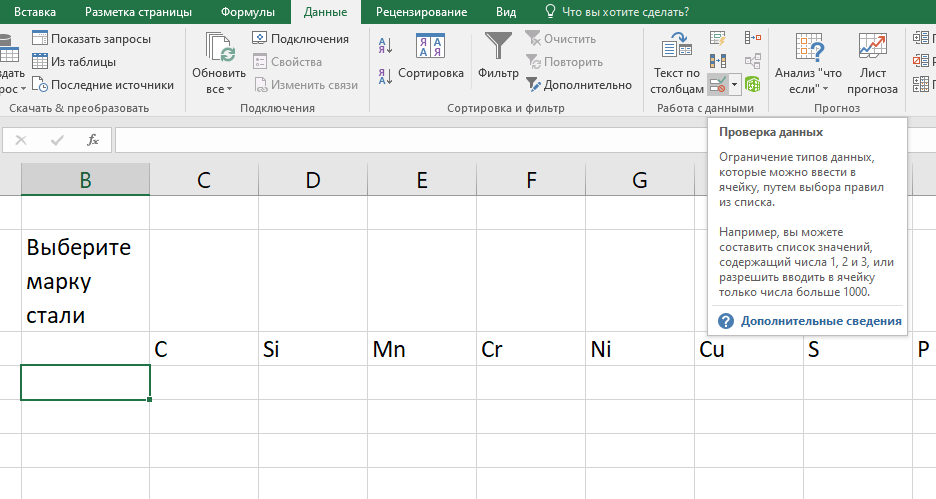 Вставка Разметка страницы Формулы Данные Рецензирование Вид Что вы хотите сделать?
Показать запросы
Из таблицы
Последние источники
Скачать & преобразовать
Обновить
все
Подключения
Свойства
Изменить связи
Подключения
А
Я
Я
А
Я А
А Я
Сортировка
Фильтр
Очистить
Повторить
Дополнительно
Сортировка и фильтр
Текст по
столбцам
Работа с данными
Анализ "что
если"
Лист
прогноза
Прогноз
fx
Проверка данных
Ограничение типов данных,
которые можно ввести в
ячейку, путем выбора правил
из списка.
Например, вы можете
составить список значений,
содержащий числа 1, 2 и 3, или
разрешить вводить в ячейку
только числа больше 1000.
Дополнительные сведения
B C D E F G
Выберите
марку
стали
C Si Mn Cr Ni Cu S P